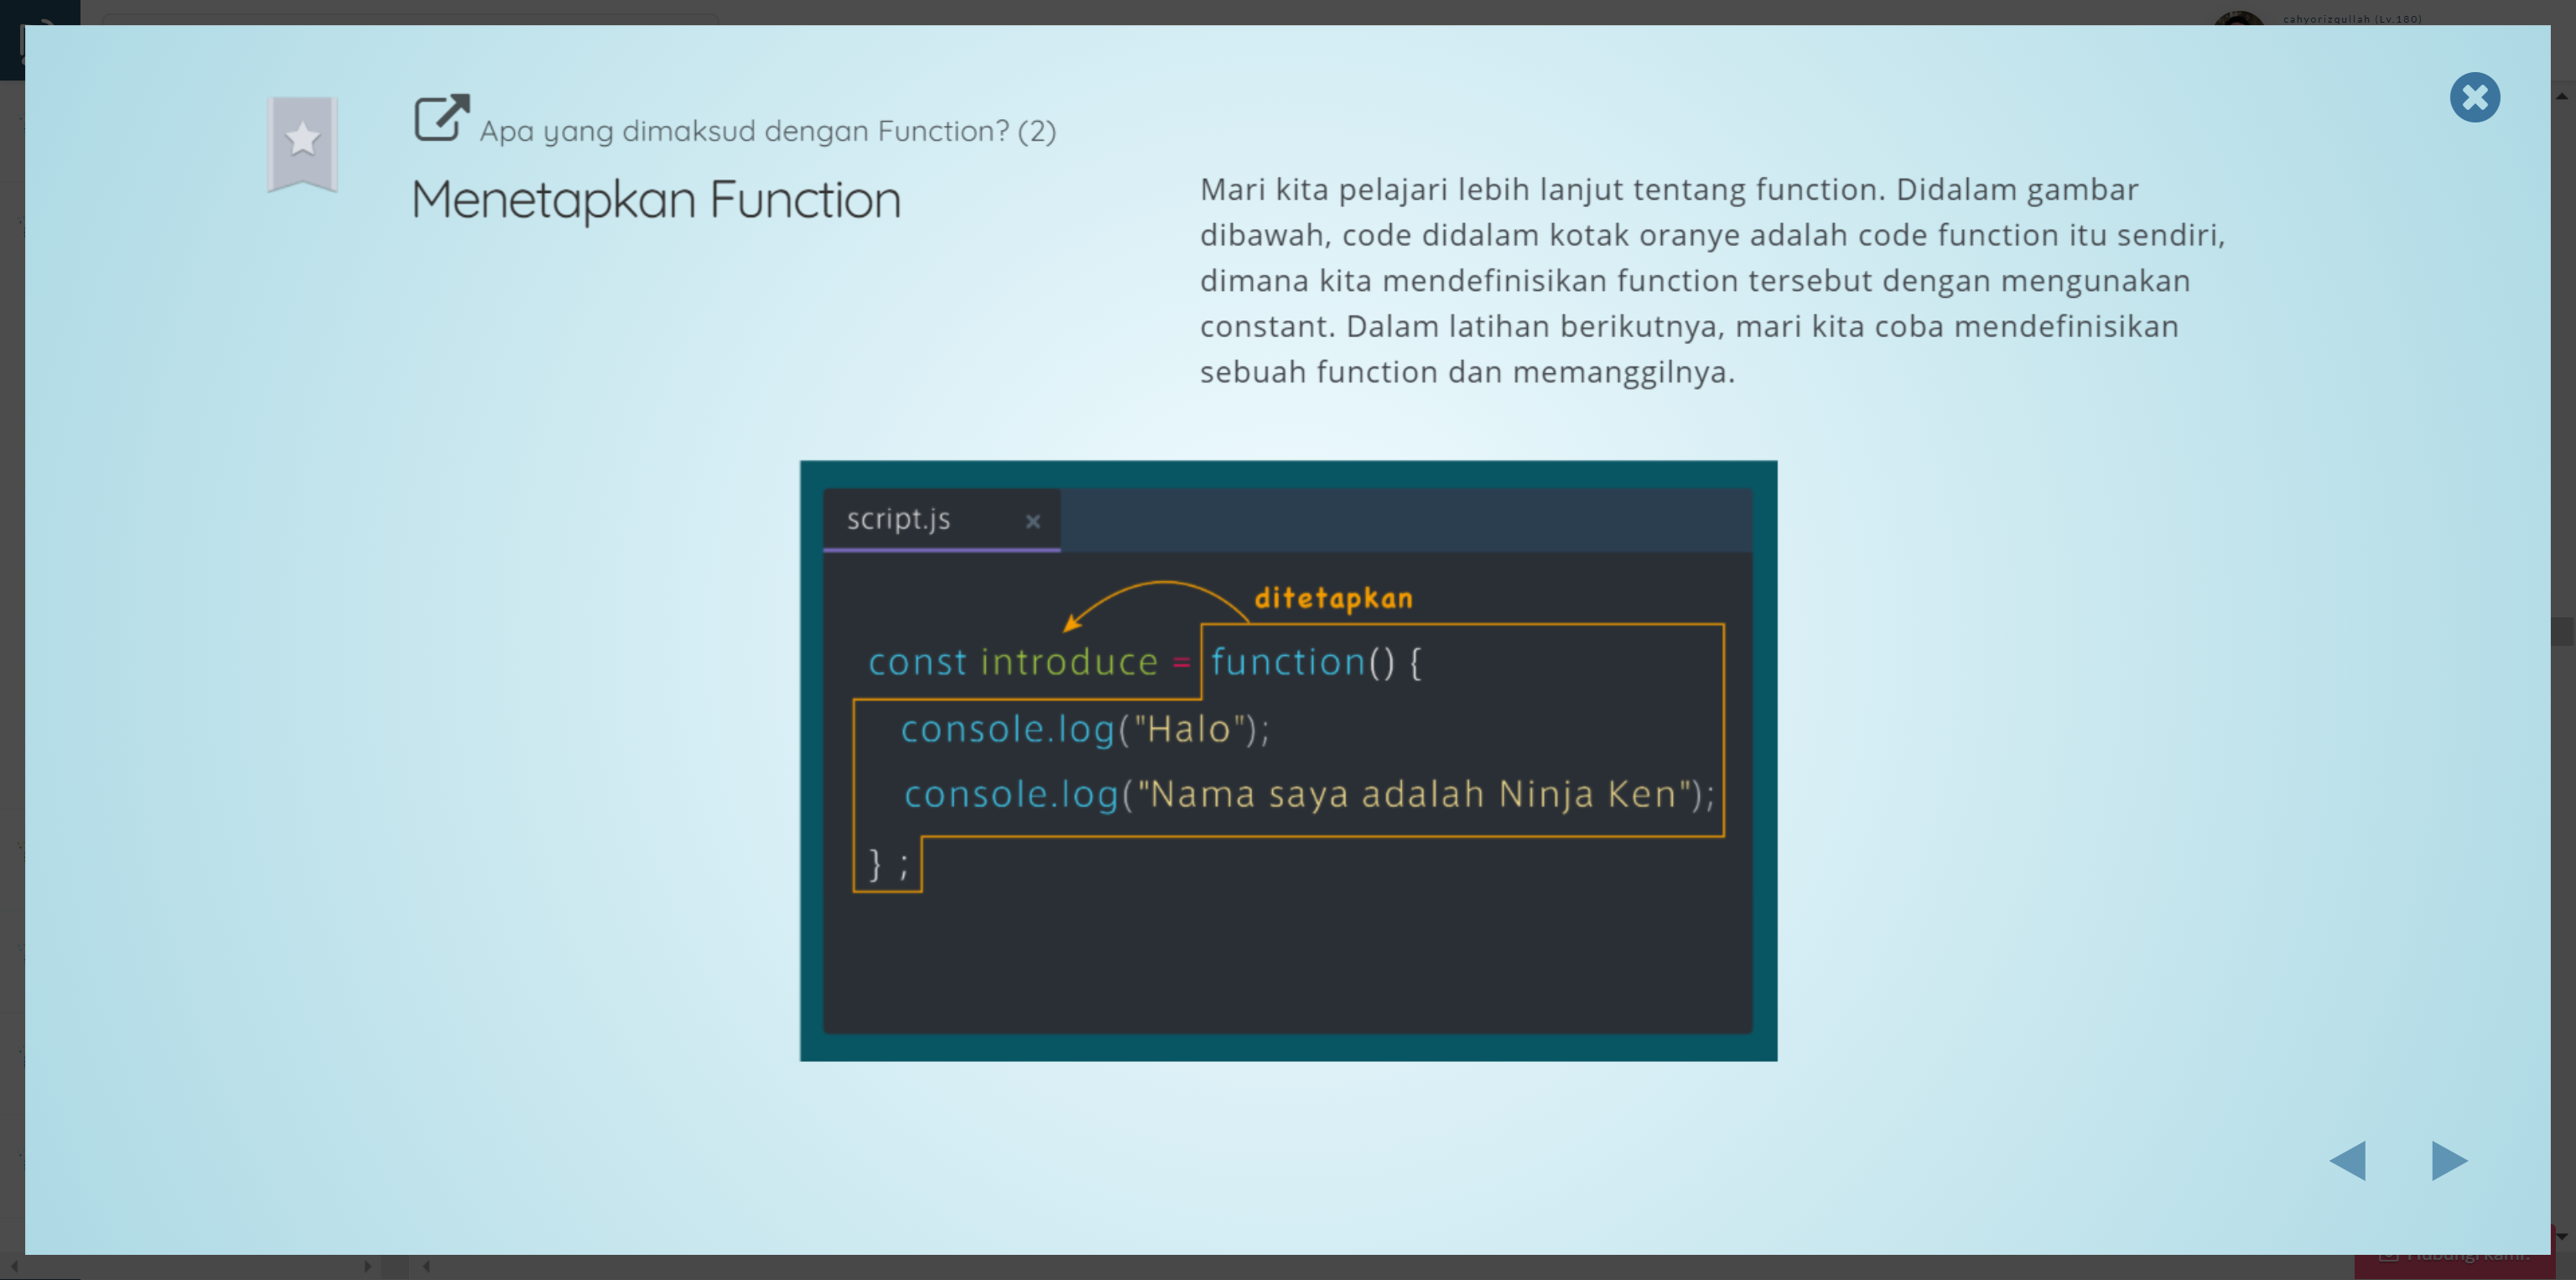 cahyorizqullah (Lv.180)
Apa yang dimaksud dengan Function? (2)
Menetapkan Function
Mari kita pelajari lebih lanjut tentang function. Didalam gambar
dibawah, code didalam kotak oranye adalah code function itu sendiri,
dimana kita mendefinisikan function tersebut dengan mengunakan
constant. Dalam latihan berikutnya, mari kita coba mendefinisikan
sebuah function dan memanggilnya.
script.js
ditetapkan
const introduce = function() {
console.log("Halo");
console.log("Nama saya adalah Ninja Ken");
} ;